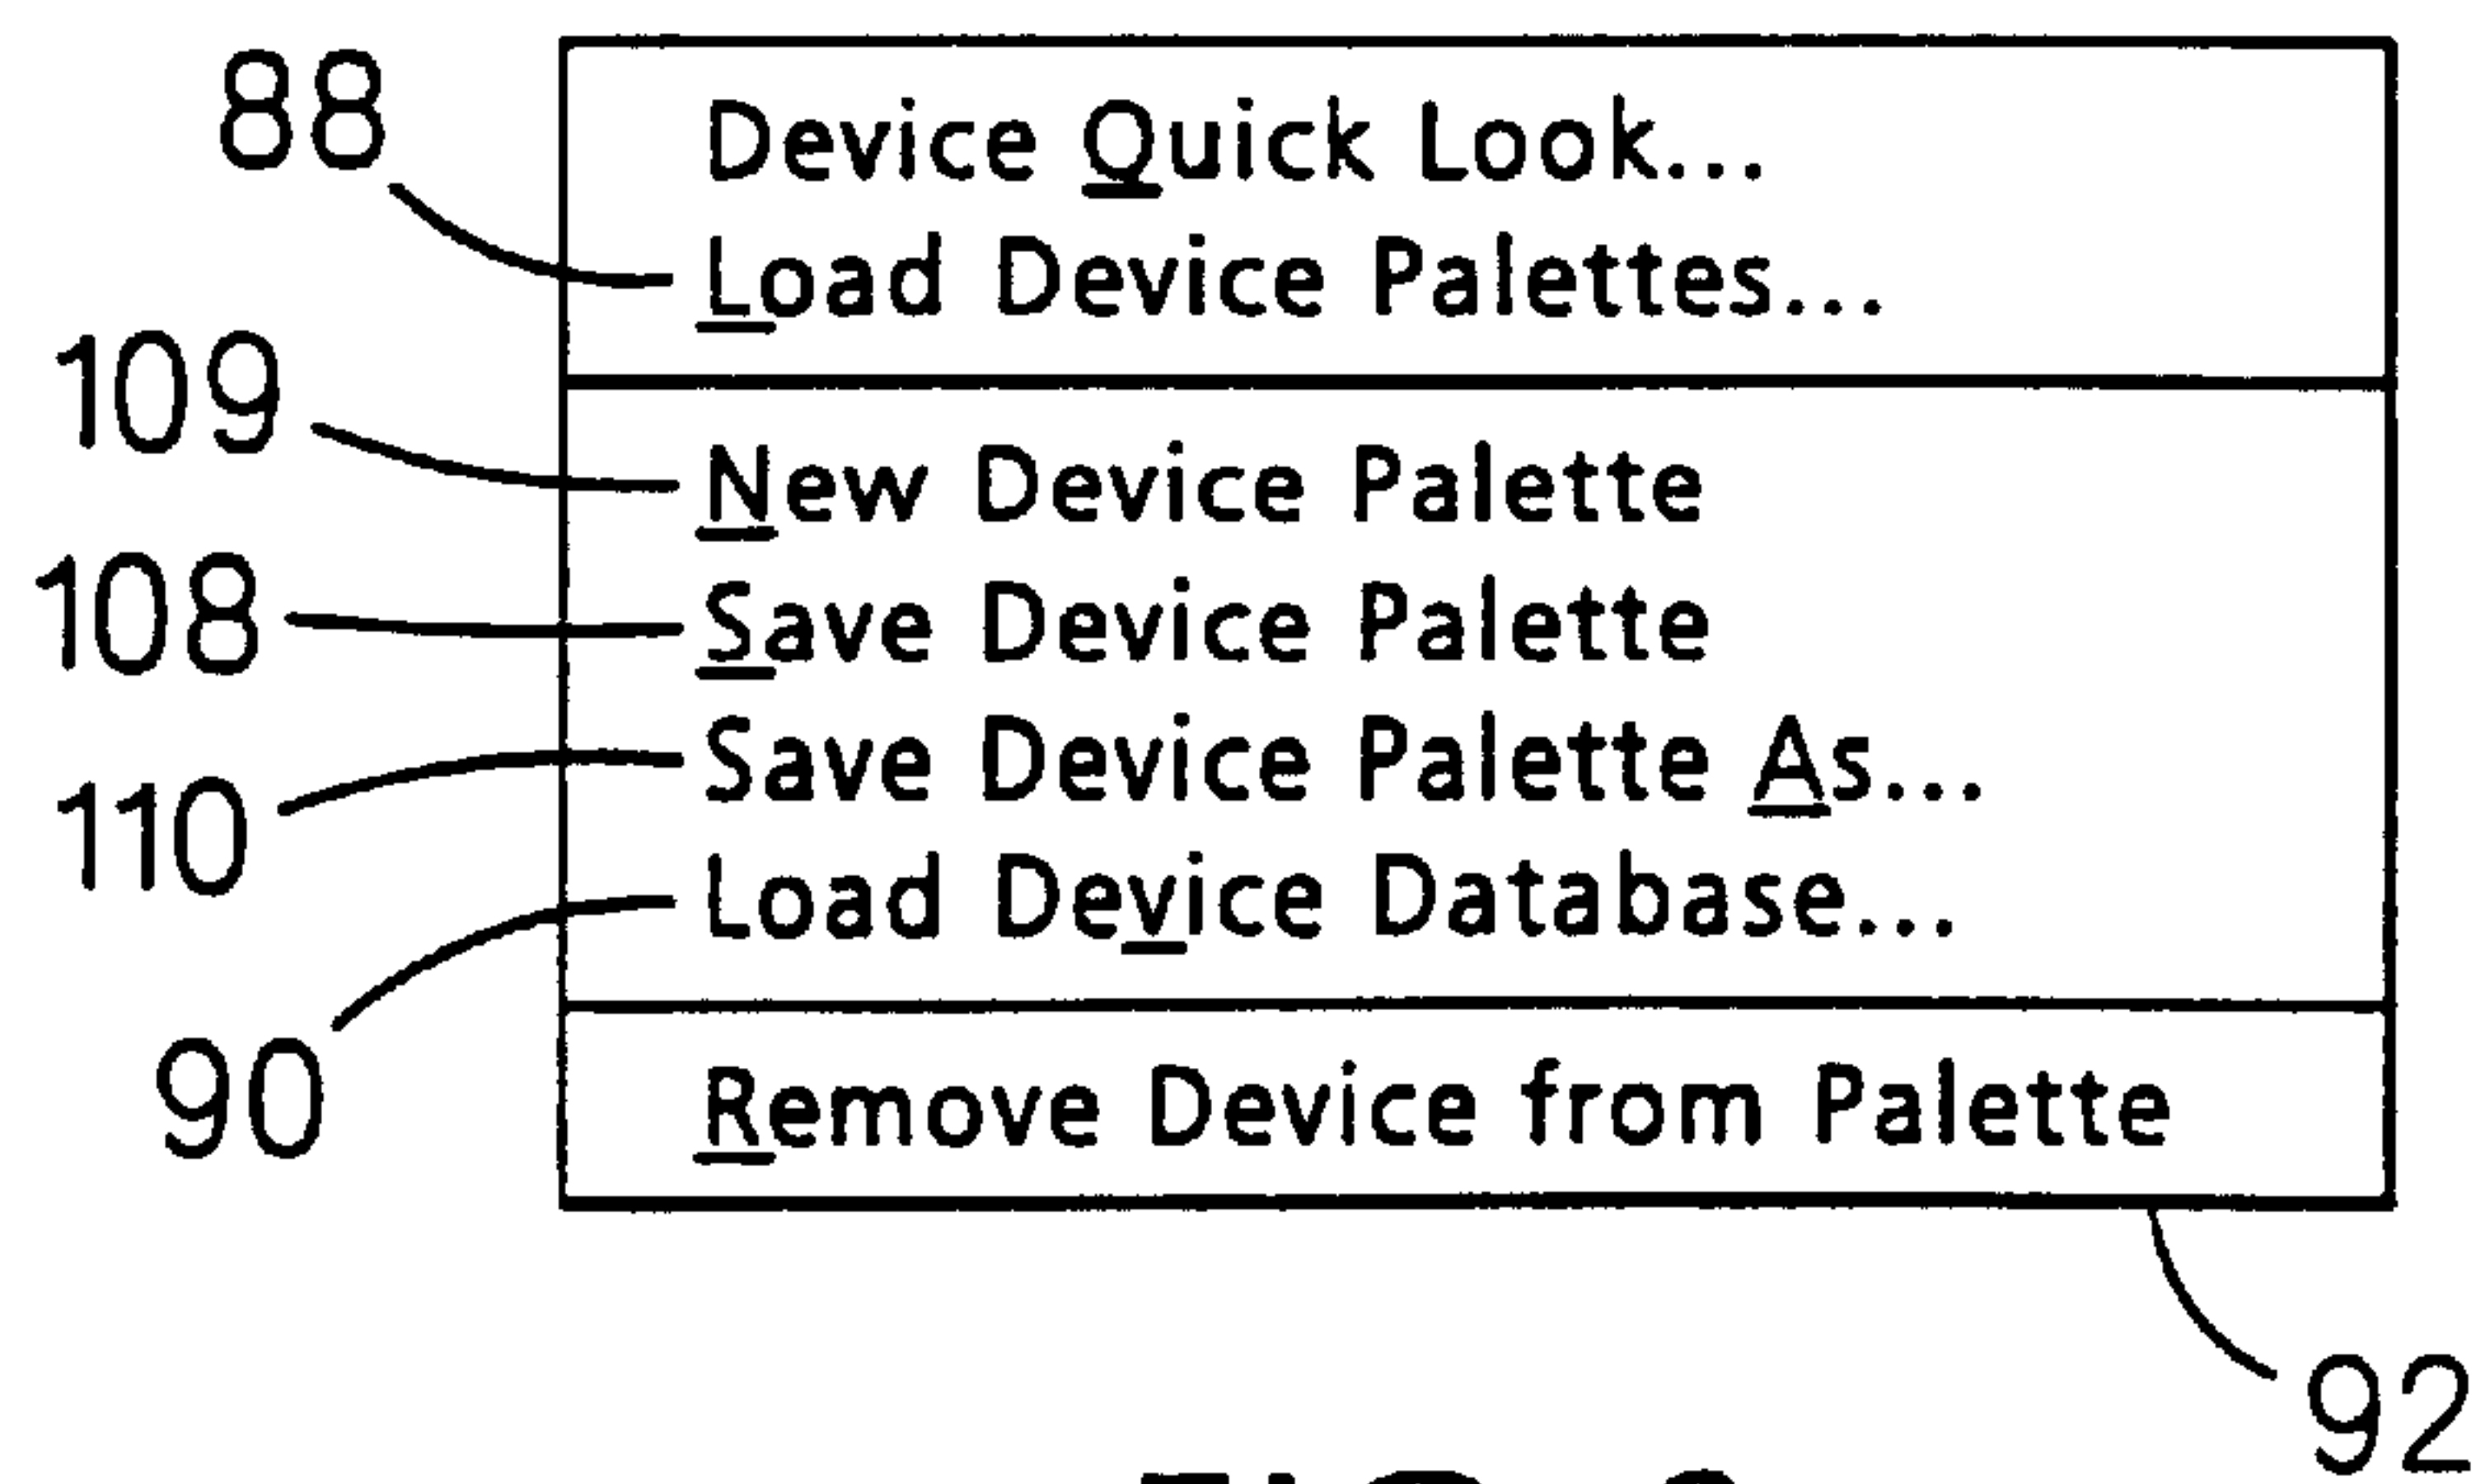 88
Device Quick Look...
Load Device Palettes...
109
New Device Palette
108
Save Device Palette
110
Save Device Palette As...
Load Device Database...
90
Remove Device from Palette
92